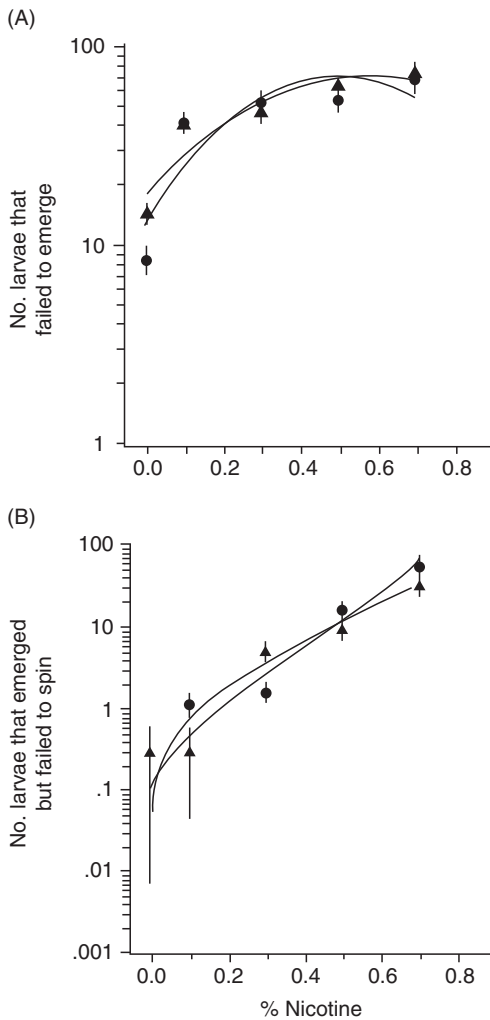 (A)
100
10
1
No. larvae that
failed to emerge
0.0 0.2 0.4 0.6 0.8
(B)
100
10
1
.1
.01
.001
No. larvae that emerged
but failed to spin
0.0 0.2 0.4 0.6 0.8
% Nicotine